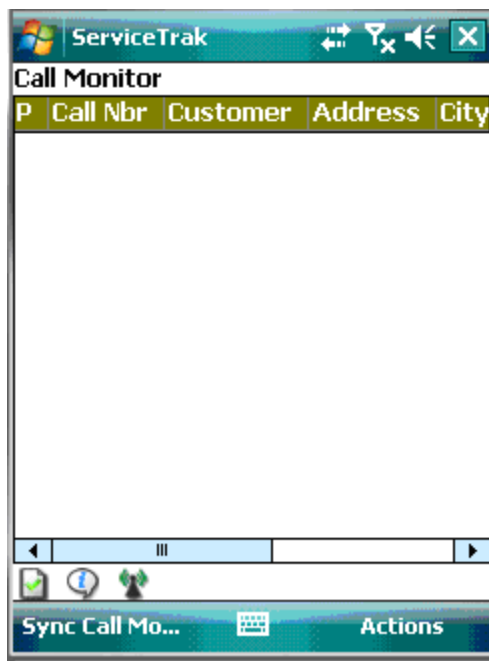 ServiceTrak
Call Monitor
P Call Nbr Customer Address City
Sync Call Mo... Actions